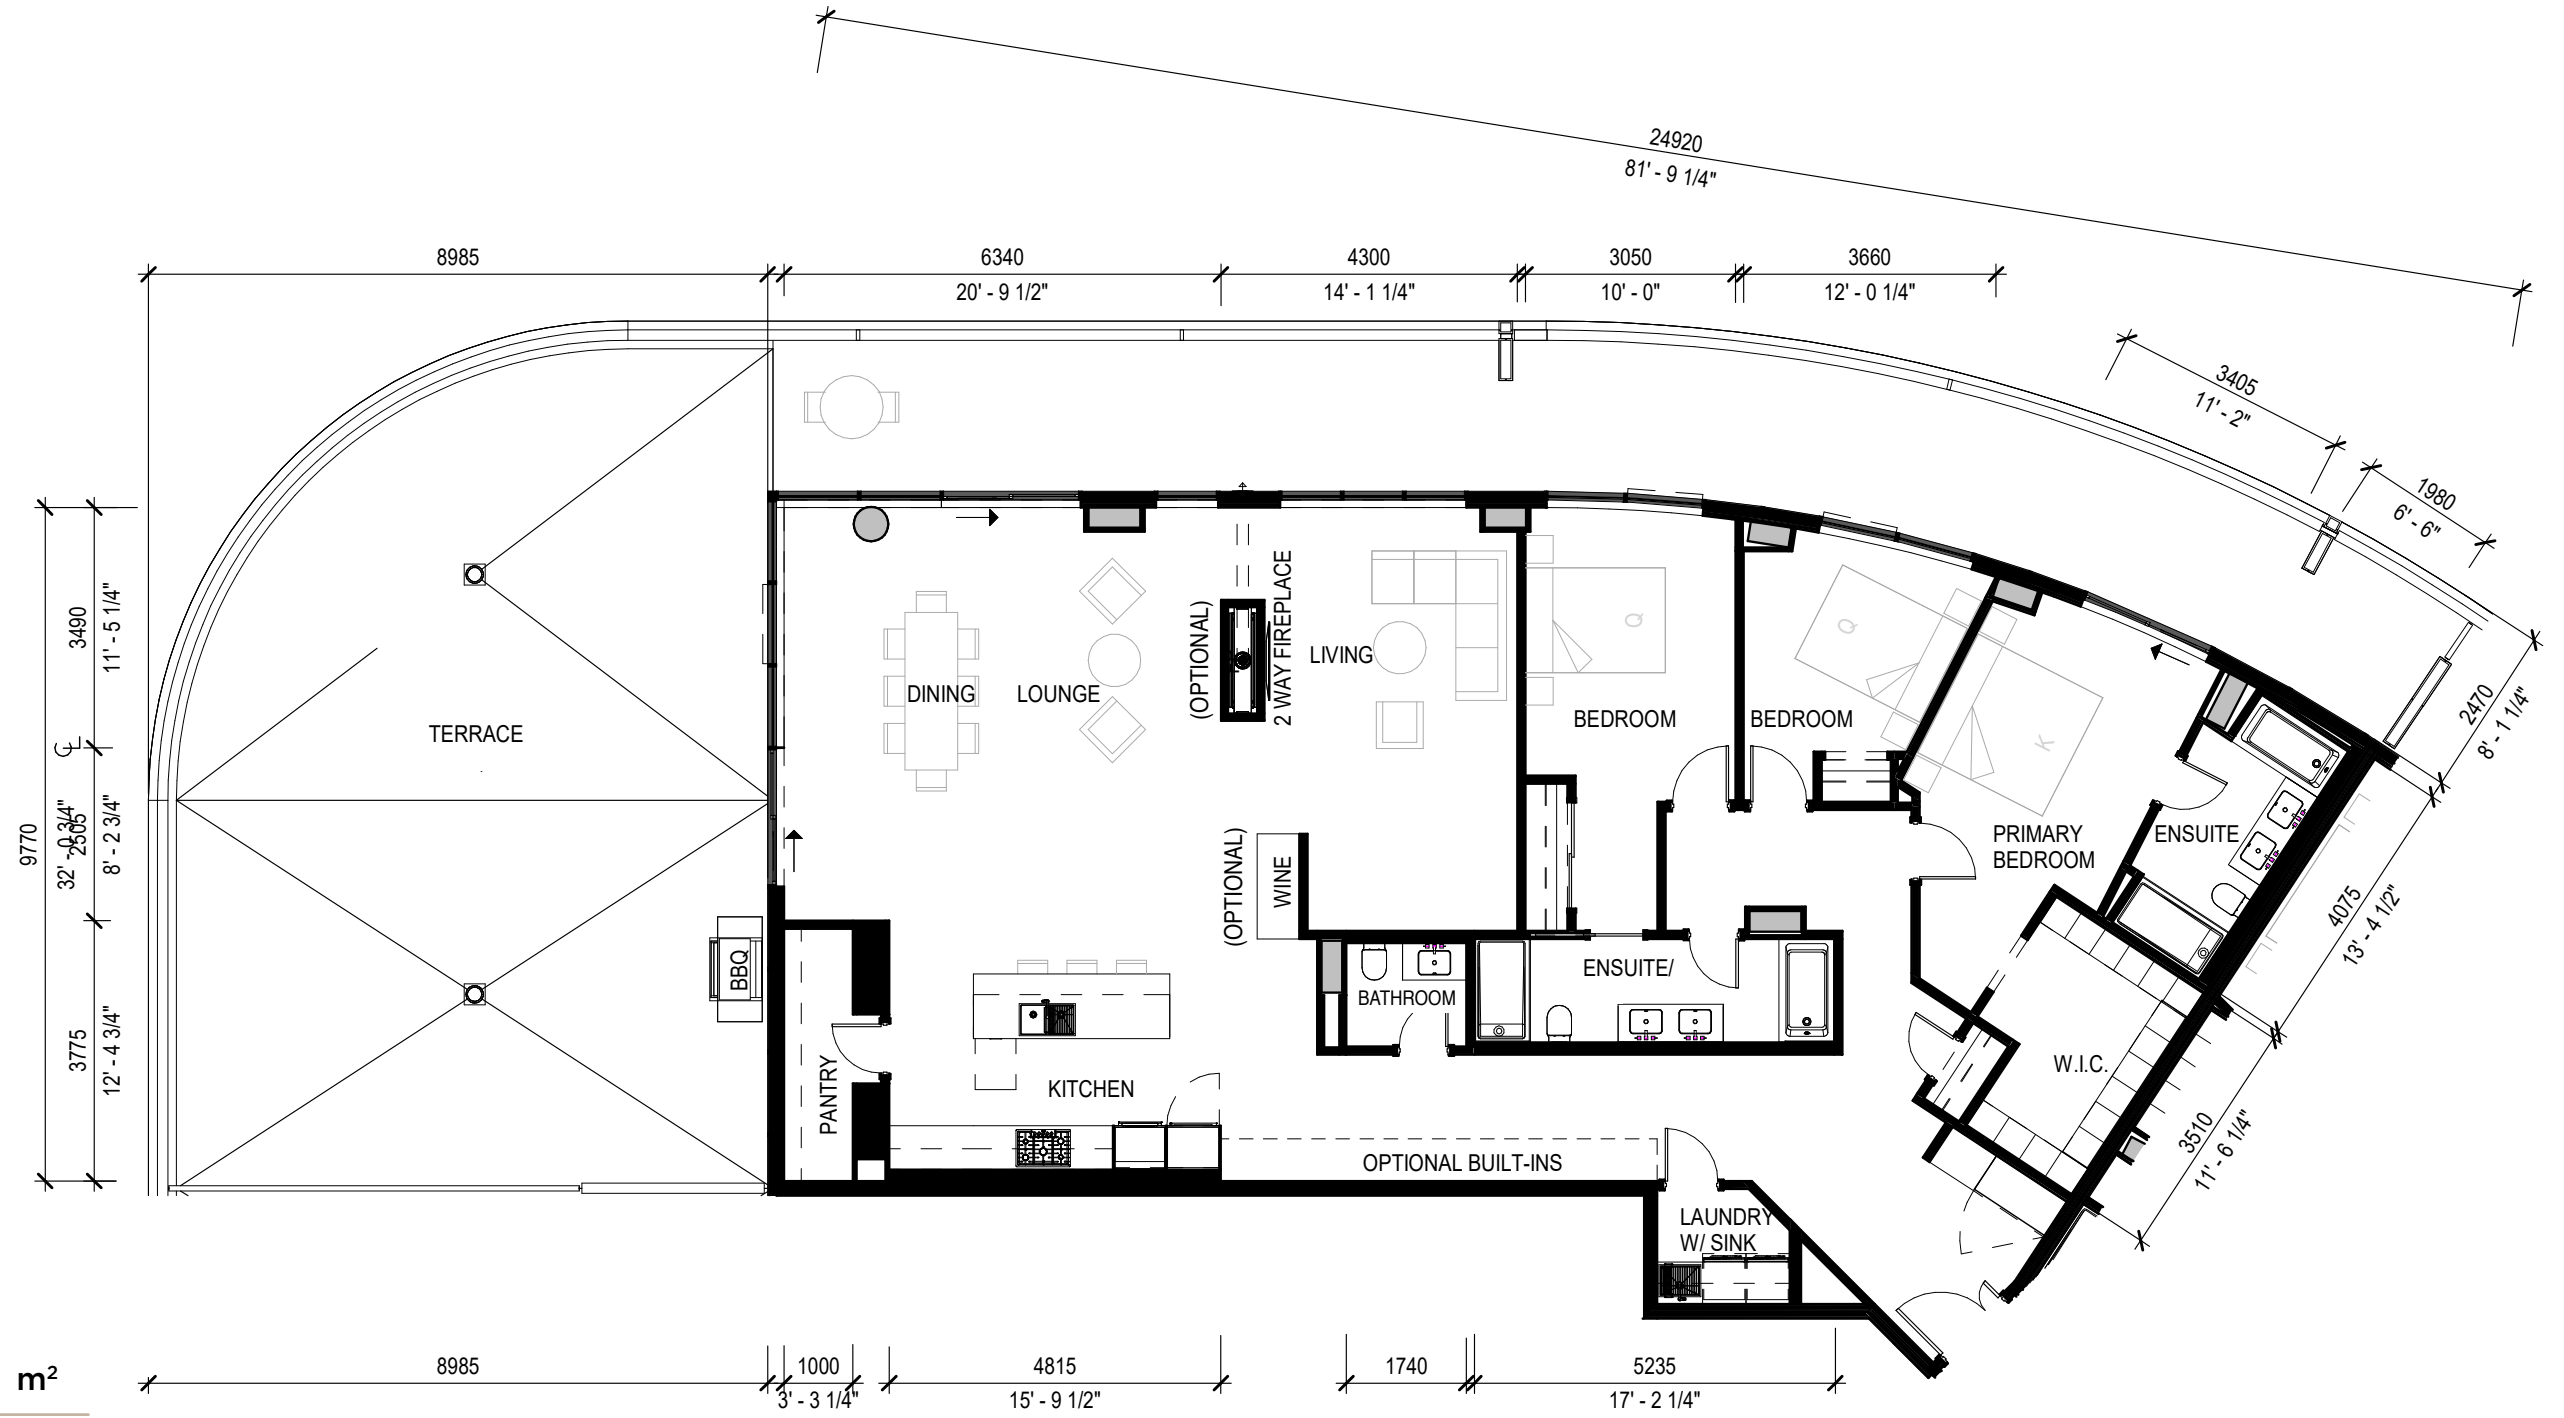 24920
81' - 9 1/4"
8985
6340
4300
3050
3660
20' - 9 1/2"
14' - 1 1/4"
10' - 0"
12' - 0 1/4"
3405
11' - 2"
1980
6' - 6"
2470
8' - 1 1/4"
4075
13' - 4 1/2"
3510
11' - 6 1/4"
9770
32' - 0 3/4"
3490
11' - 5 1/4"
CL
2505
8' - 2 3/4"
3775
12' - 4 3/4"
TERRACE
BBQ
DINING
LOUNGE
(OPTIONAL)
2 WAY FIREPLACE
LIVING
BEDROOM
Q
BEDROOM
Q
K
PRIMARY
BEDROOM
ENSUITE
(OPTIONAL)
WINE
BATHROOM
ENSUITE/
PANTRY
KITCHEN
W.I.C.
OPTIONAL BUILT-INS
LAUNDRY
W/ SINK
m²
8985
1000
4815
1740
5235
3' - 3 1/4"
15' - 9 1/2"
17' - 2 1/4"